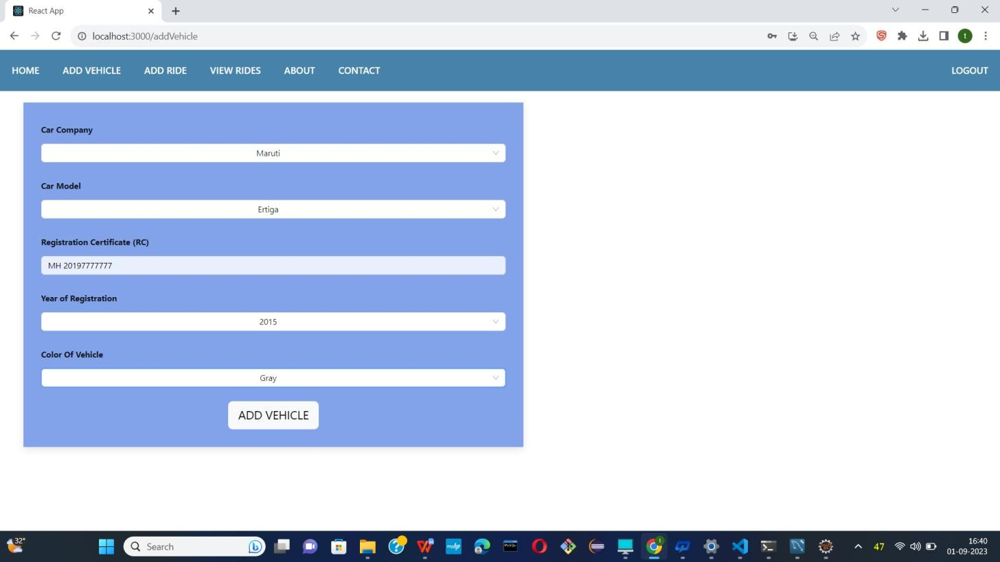 React App
localhost:3000/addVehicle
t
HOME ADD VEHICLE ADD RIDE VIEW RIDES ABOUT CONTACT LOGOUT
Car Company
Maruti
Car Model
Ertiga
Registration Certificate (RC)
MH 20197777777
Year of Registration
2015
Color Of Vehicle
Gray
ADD VEHICLE
32°
Search
myhp
MySQL
t
47
16:40
01-09-2023